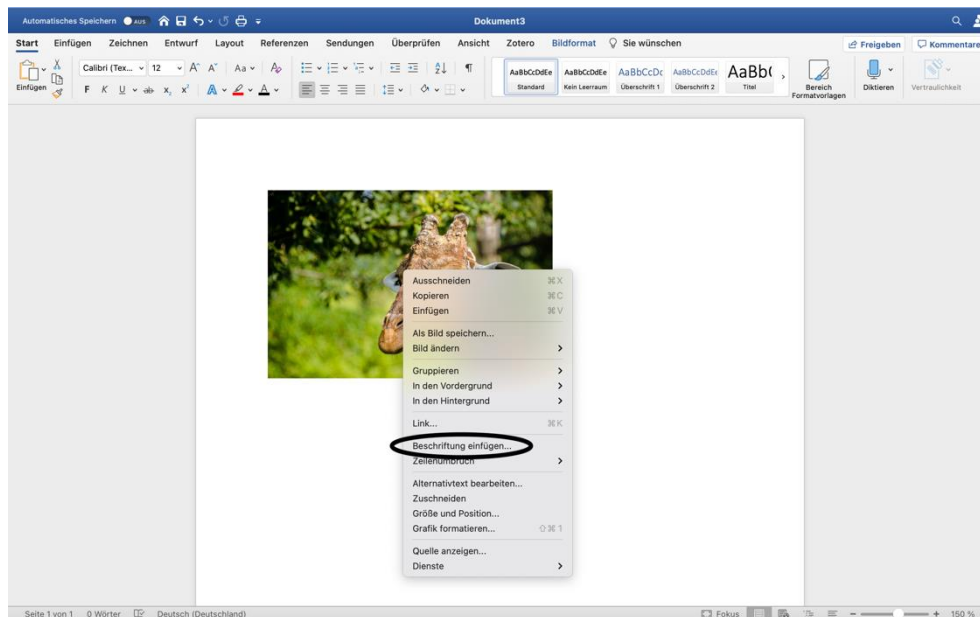 Automatisches Speichern AUS Dokument3
Start Einfügen Zeichnen Entwurf Layout Referenzen Sendungen Überprüfen Ansicht Zotero Bildformat Sie wünschen Freigeben Kommentare
Einfügen
Calibri (Tex... 12 A^ A˅ Aa A
F K U ab x, x² A A
AaBbCcDdEe AaBbCcDdEe AaBbCcDc AaBbCcDdEe AaBb(
Standard Kein Leerraum Überschrift 1 Überschrift 2 Titel
Bereich
Formatvorlagen
Diktieren Vertraulichkeit
Ausschneiden ⌘X
Kopieren ⌘C
Einfügen ⌘V
Als Bild speichern...
Bild ändern
Gruppieren
In den Vordergrund
In den Hintergrund
Link... ⌘K
Beschriftung einfügen...
Zeilenumbruch
Alternativtext bearbeiten...
Zuschneiden
Größe und Position...
Grafik formatieren... ⇧⌘1
Quelle anzeigen...
Dienste
Seite 1 von 1 0 Wörter Deutsch (Deutschland) Fokus 150 %